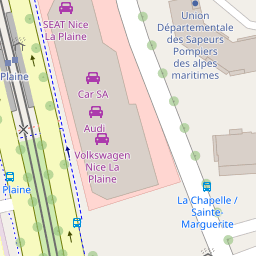 SEAT Nice
La Plaine
Union
Départementale
des Sapeurs
Pompiers
des alpes
maritimes
Plaine
Car SA
Audi
Volkswagen
Nice La
Plaine
Plaine
La Chapelle /
Sainte-
Marguerite